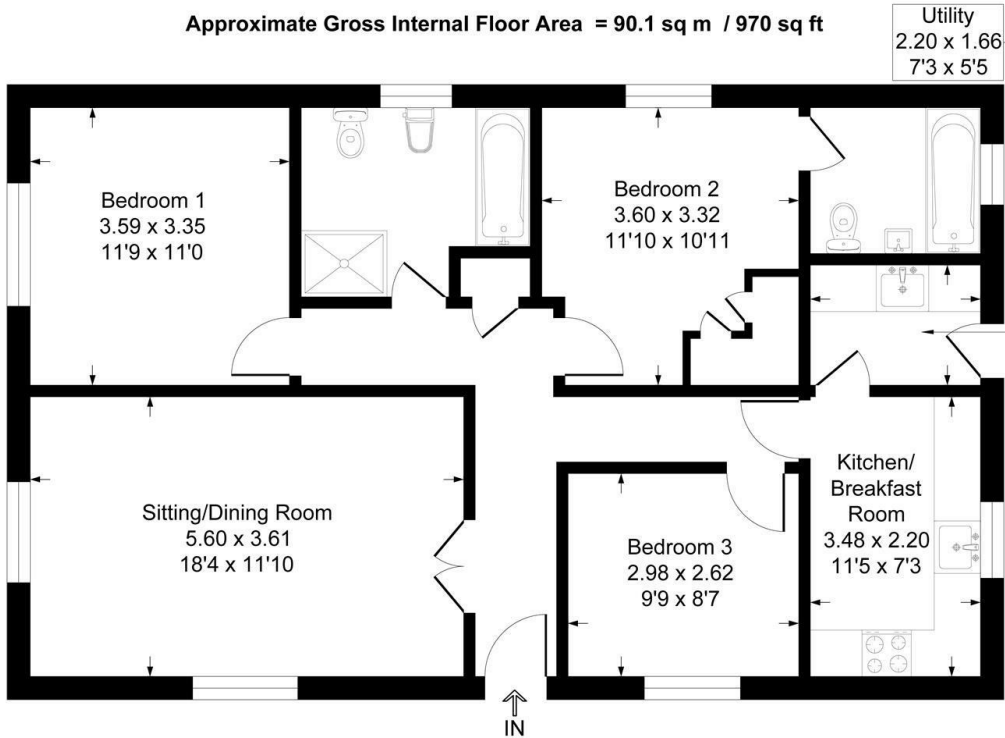 Approximate Gross Internal Floor Area = 90.1 sq m / 970 sq ft
Utility
2.20 x 1.66
7'3 x 5'5
Bedroom 1
3.59 x 3.35
11'9 x 11'0
Bedroom 2
3.60 x 3.32
11'10 x 10'11
Sitting/Dining Room
5.60 x 3.61
18'4 x 11'10
Bedroom 3
2.98 x 2.62
9'9 x 8'7
Kitchen/
Breakfast
Room
3.48 x 2.20
11'5 x 7'3
IN